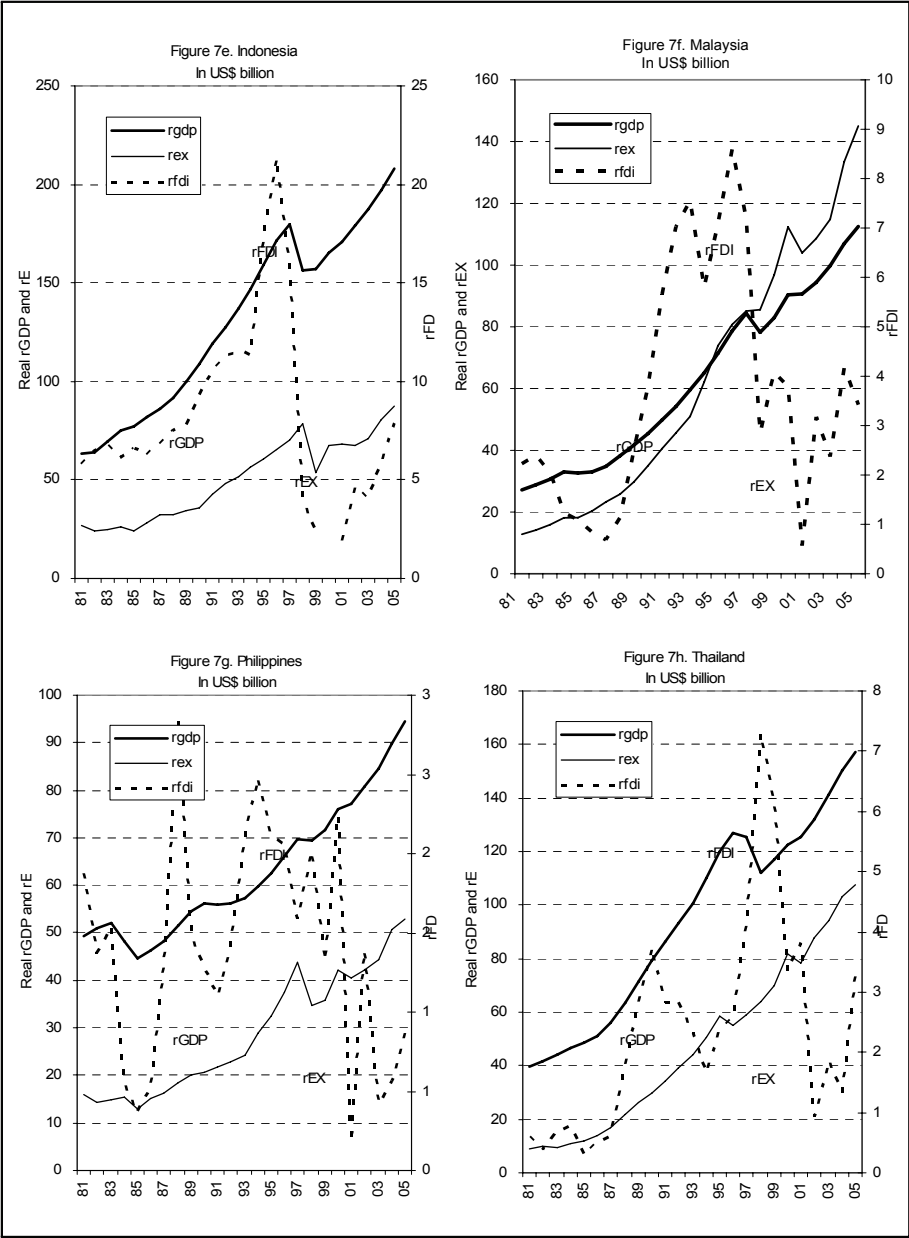 Figure 7e. Indonesia
In US$ billion
250
200
150
100
50
0
25
20
15
10
5
0
Real rGDP and rE
rFD
rgdp
rex
rfdi
rFDI
rGDP
rEX
81 83 85 87 89 91 93 95 97 99 01 03 05
Figure 7f. Malaysia
In US$ billion
160
140
120
100
80
60
40
20
0
10
9
8
7
6
5
4
3
2
1
0
Real rGDP and rEX
rFDI
rgdp
rex
rfdi
rFDI
rGDP
rEX
81 83 85 87 89 91 93 95 97 99 01 03 05
Figure 7g. Philippines
In US$ billion
100
90
80
70
60
50
40
30
20
10
0
3
3
2
2
1
1
0
Real rGDP and rE
rFD
rgdp
rex
rfdi
rFDI
rGDP
rEX
81 83 85 87 89 91 93 95 97 99 01 03 05
Figure 7h. Thailand
In US$ billion
180
160
140
120
100
80
60
40
20
0
8
7
6
5
4
3
2
1
0
Real rGDP and rE
rFD
rgdp
rex
rfdi
rFDI
rGDP
rEX
81 83 85 87 89 91 93 95 97 99 01 03 05